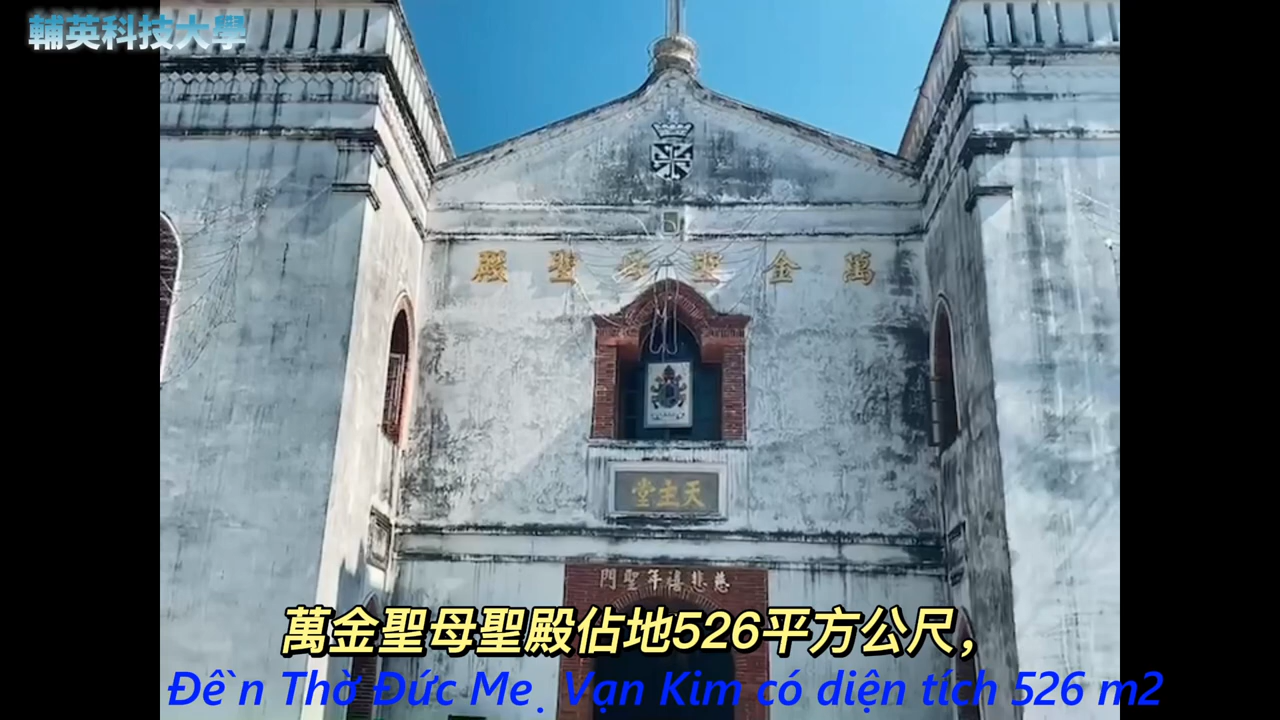 輔英科技大學
殿聖母聖金萬
堂主天
門聖年禧悲慈
萬金聖母聖殿佔地526平方公尺，
Đền Thờ Đức Mẹ Vạn Kim có diện tích 526 m2